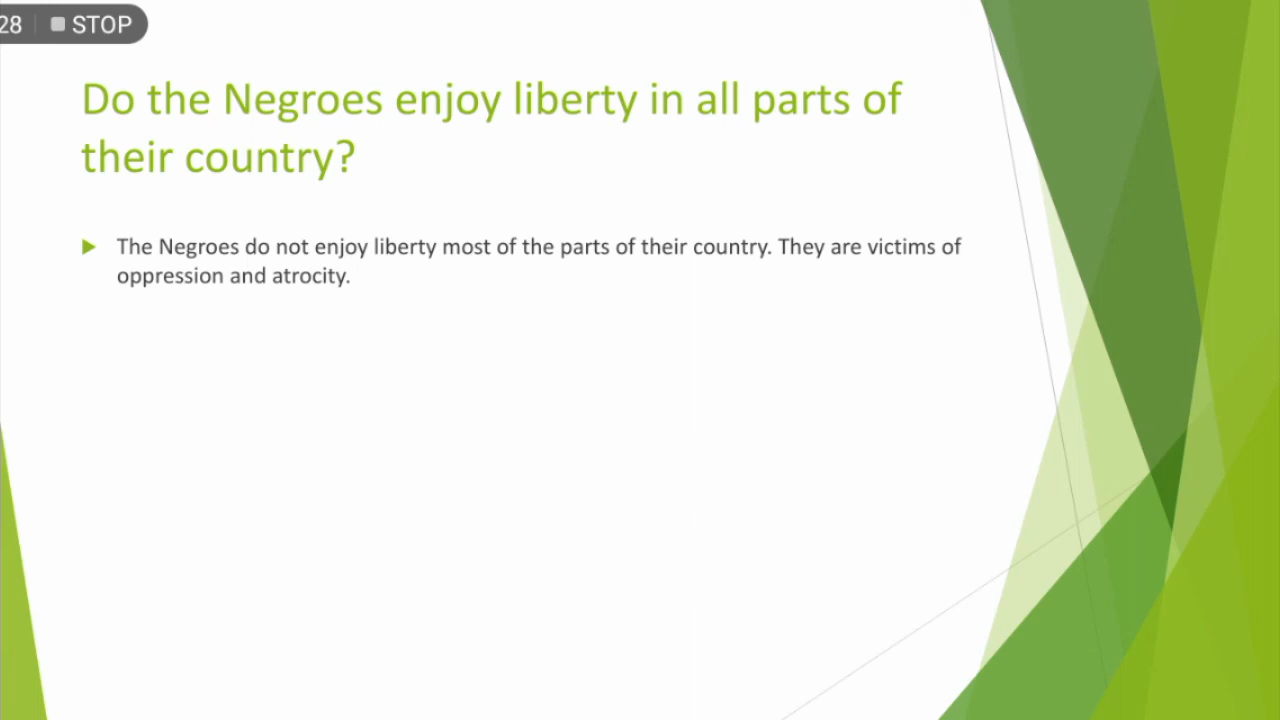 28 STOP
Do the Negroes enjoy liberty in all parts of
their country?
The Negroes do not enjoy liberty most of the parts of their country. They are victims of
oppression and atrocity.